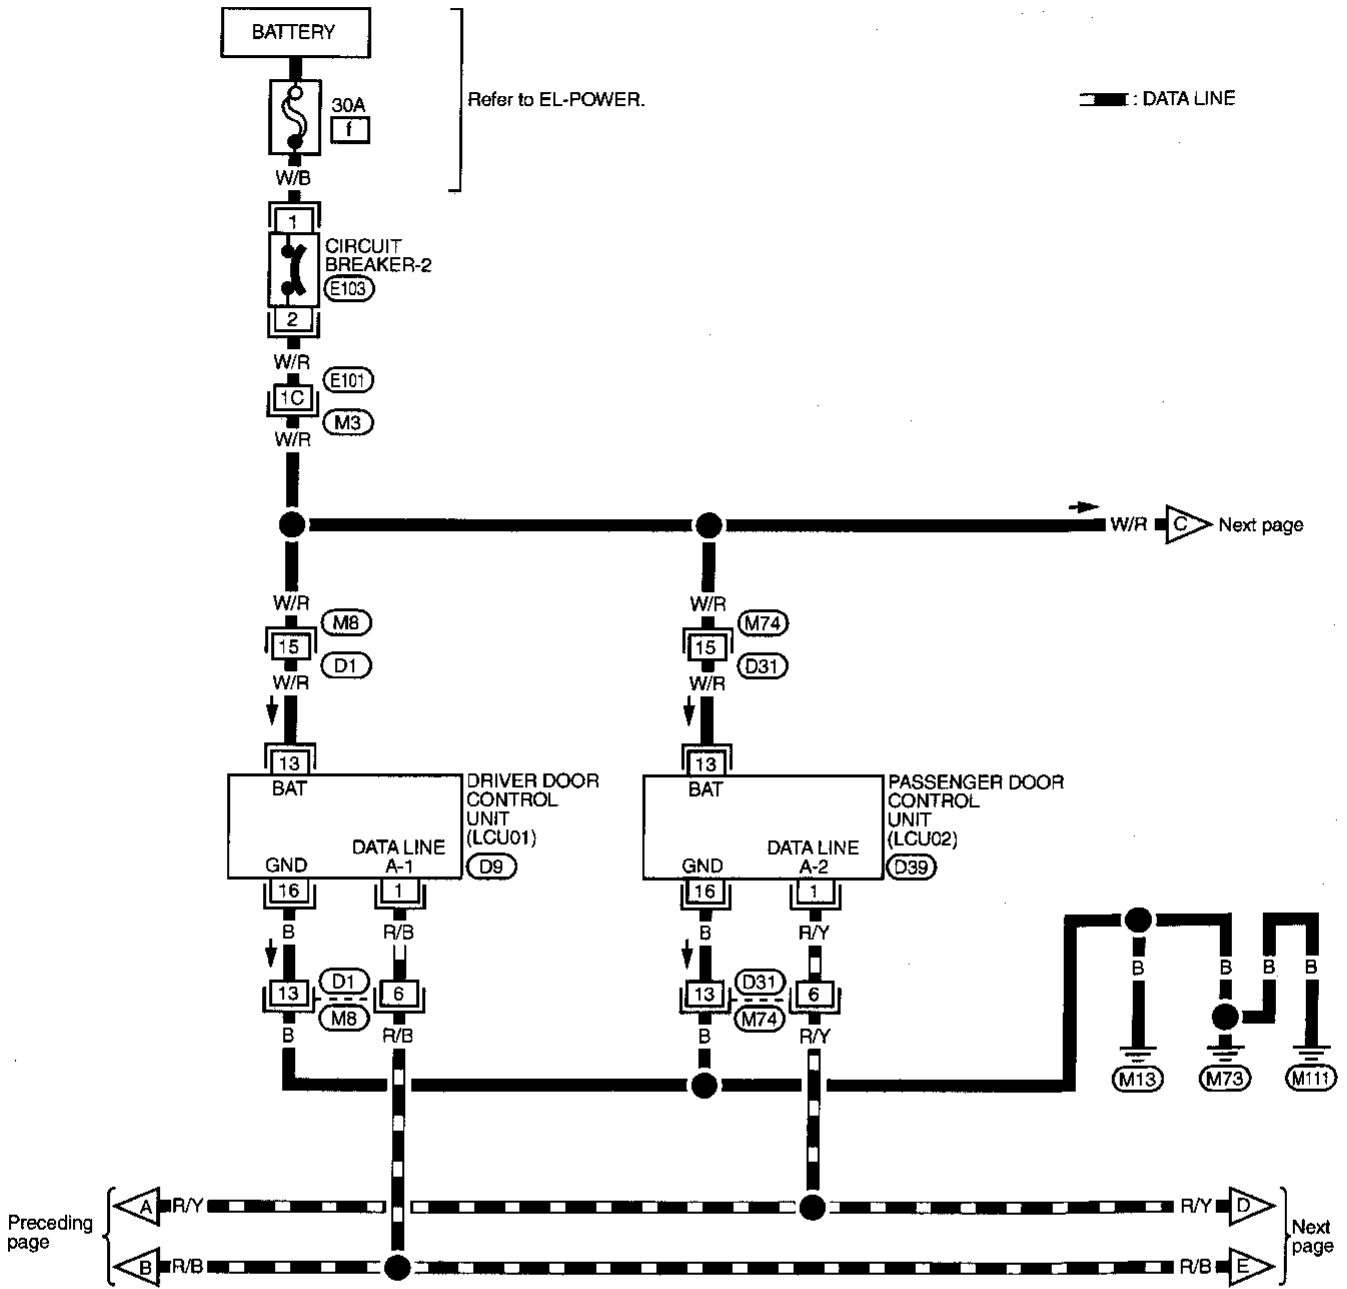 BATTERY
30A
f
Refer to EL-POWER.
: DATA LINE
W/B
1
CIRCUIT
BREAKER-2
E103
2
W/R
E101
1C
M3
W/R
W/R
C
Next page
W/R
M8
15
D1
W/R
W/R
M74
15
D31
W/R
13
BAT
DRIVER DOOR
CONTROL
UNIT
(LCU01)
D9
DATA LINE
GND
A-1
16
1
13
BAT
PASSENGER DOOR
CONTROL
UNIT
(LCU02)
D39
DATA LINE
GND
A-2
16
1
B
R/B
B
R/Y
13
D1
M8
6
13
D31
M74
6
B
R/B
B
R/Y
B
B
B
B
M13
M73
M111
Preceding
page
A
R/Y
R/Y
D
B
R/B
R/B
E
Next
page